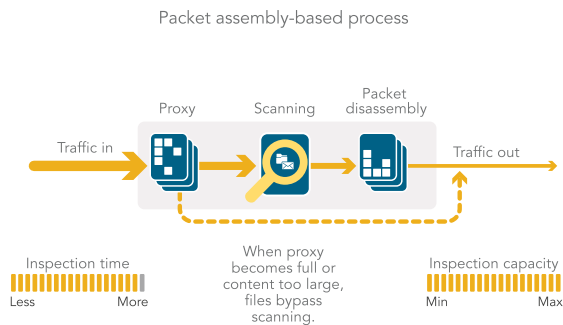 Packet assembly-based process
Proxy
Scanning
Packet
disassembly
Traffic in
Traffic out
When proxy
becomes full or
content too large,
files bypass
scanning.
Inspection time
Less
More
Inspection capacity
Min
Max